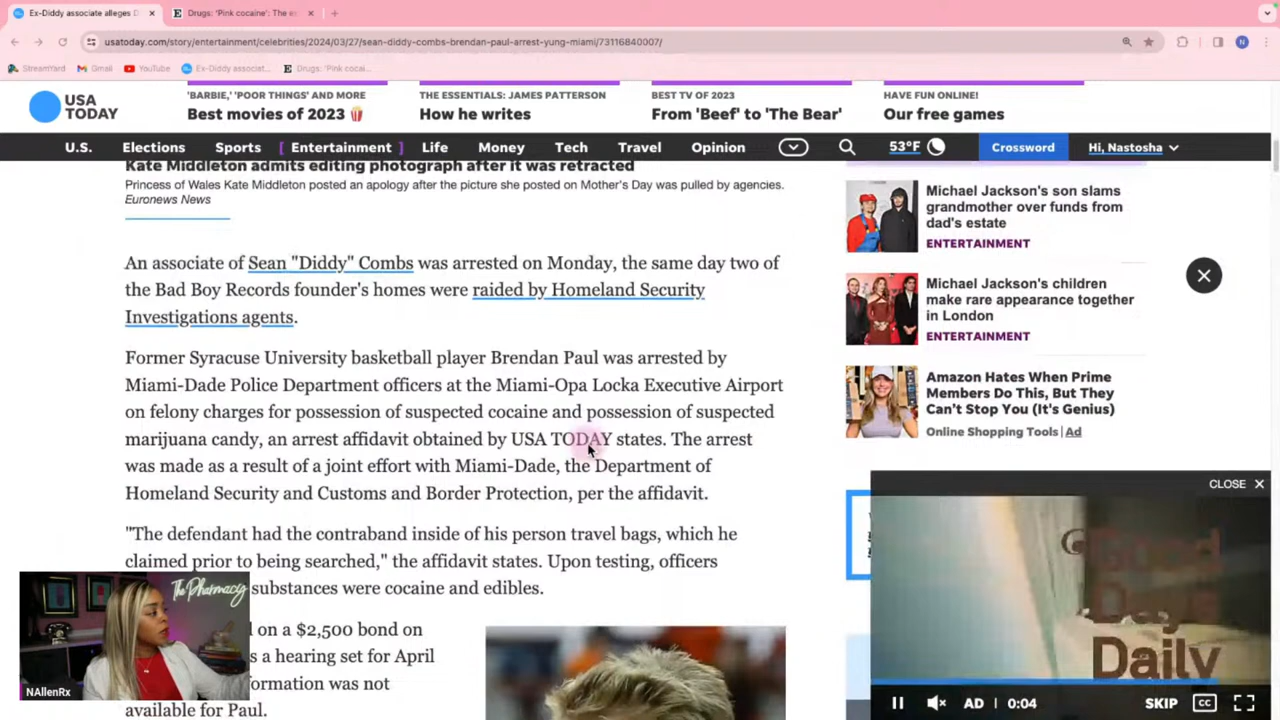 Ex-Diddy associate alleges D
Drugs: 'Pink cocaine': The es
usatoday.com/story/entertainment/celebrities/2024/03/27/sean-diddy-combs-brendan-paul-arrest-yung-miami/73116840007/
N
StreamYard
Gmail
YouTube
Ex-Diddy associat...
Drugs: 'Pink cocai...
USA
TODAY
'BARBIE,' 'POOR THINGS' AND MORE
Best movies of 2023
THE ESSENTIALS: JAMES PATTERSON
How he writes
BEST TV OF 2023
From 'Beef' to 'The Bear'
HAVE FUN ONLINE!
Our free games
U.S. Elections Sports [ Entertainment ] Life Money Tech Travel Opinion 53°F Crossword Hi, Nastosha
Kate Middleton admits editing photograph after it was retracted
Princess of Wales Kate Middleton posted an apology after the picture she posted on Mother's Day was pulled by agencies.
Euronews News
An associate of Sean "Diddy" Combs was arrested on Monday, the same day two of
the Bad Boy Records founder's homes were raided by Homeland Security
Investigations agents.
Former Syracuse University basketball player Brendan Paul was arrested by
Miami-Dade Police Department officers at the Miami-Opa Locka Executive Airport
on felony charges for possession of suspected cocaine and possession of suspected
marijuana candy, an arrest affidavit obtained by USA TODAY states. The arrest
was made as a result of a joint effort with Miami-Dade, the Department of
Homeland Security and Customs and Border Protection, per the affidavit.
"The defendant had the contraband inside of his person travel bags, which he
claimed prior to being searched," the affidavit states. Upon testing, officers
substances were cocaine and edibles.
on a $2,500 bond on
s a hearing set for April
formation was not
available for Paul.
Michael Jackson's son slams
grandmother over funds from
dad's estate
ENTERTAINMENT
Michael Jackson's children
make rare appearance together
in London
ENTERTAINMENT
Amazon Hates When Prime
Members Do This, But They
Can't Stop You (It's Genius)
Online Shopping Tools | Ad
CLOSE
Good
Daily
AD 0:04 SKIP CC
The Pharmacy
NAllenRx